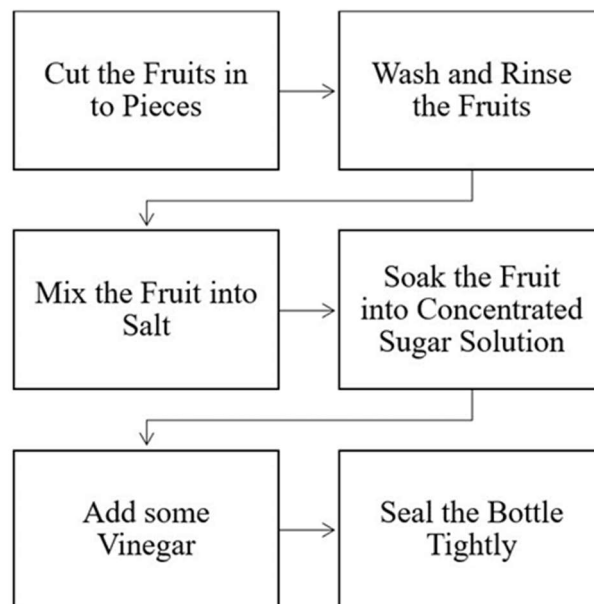 Cut the Fruits in
to Pieces
Wash and Rinse
the Fruits
Mix the Fruit into
Salt
Soak the Fruit
into Concentrated
Sugar Solution
Add some
Vinegar
Seal the Bottle
Tightly